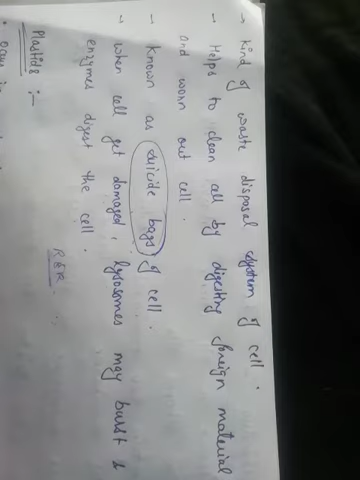 → Kind of waste disposal system of cell.
→ Helps to clean cell by digesting foreign material
and worn out cell.
→ Known as suicide bags of cell.
→ when cell get damaged, lysosomes may burst &
enzymes digest the cell.
RER
Plastids :-